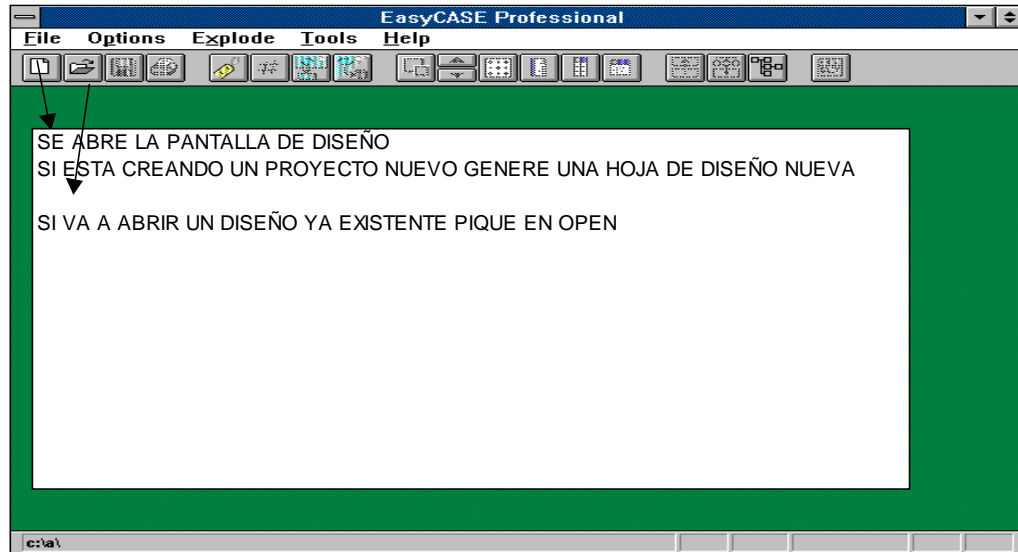 EasyCASE Professional
File Options Explode Tools Help
SE ABRE LA PANTALLA DE DISEÑO
SI ESTA CREANDO UN PROYECTO NUEVO GENERE UNA HOJA DE DISEÑO NUEVA
SI VA A ABRIR UN DISEÑO YA EXISTENTE PIQUE EN OPEN
c:\a\